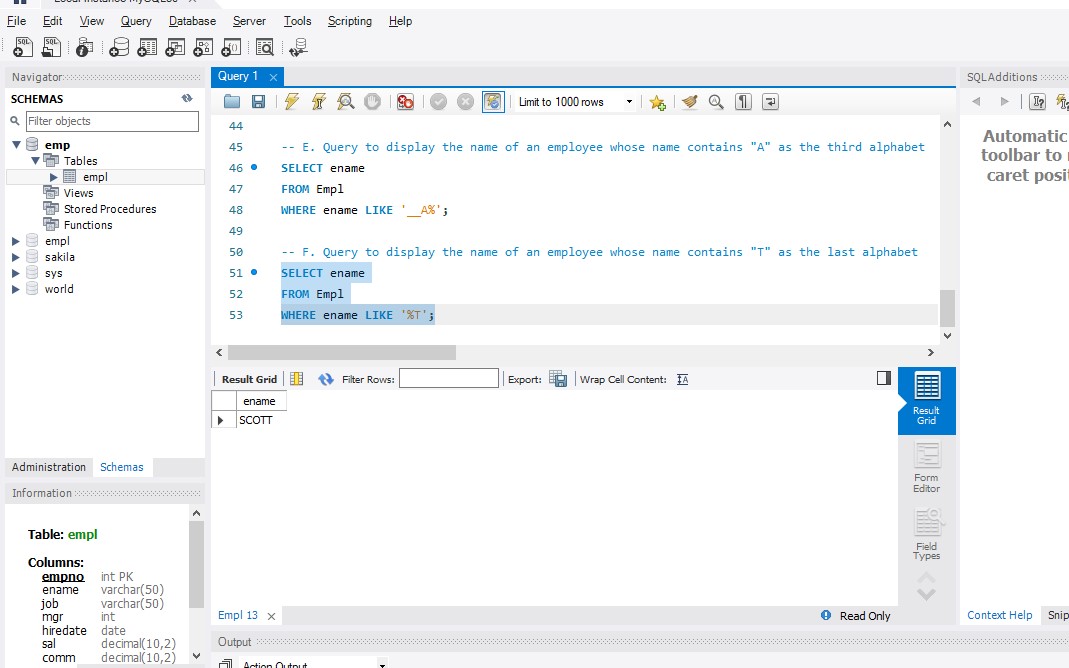 File Edit View Query Database Server Tools Scripting Help
Navigator
SCHEMAS
Filter objects
emp
Tables
empl
Views
Stored Procedures
Functions
empl
sakila
sys
world
Administration Schemas
Information
Table: empl
Columns:
empno int PK
ename varchar(50)
job varchar(50)
mgr int
hiredate date
sal decimal(10,2)
comm decimal(10,2)
Query 1
Limit to 1000 rows
44
45 -- E. Query to display the name of an employee whose name contains "A" as the third alphabet
46 SELECT ename
47 FROM Empl
48 WHERE ename LIKE '__A%';
49
50 -- F. Query to display the name of an employee whose name contains "T" as the last alphabet
51 SELECT ename
52 FROM Empl
53 WHERE ename LIKE '%T';
Result Grid Filter Rows: Export: Wrap Cell Content:
ename
SCOTT
Result
Grid
Form
Editor
Field
Types
Empl 13
Read Only
Output
Action Output
SQLAdditions
Automatic
toolbar to
caret posit
Context Help Snip